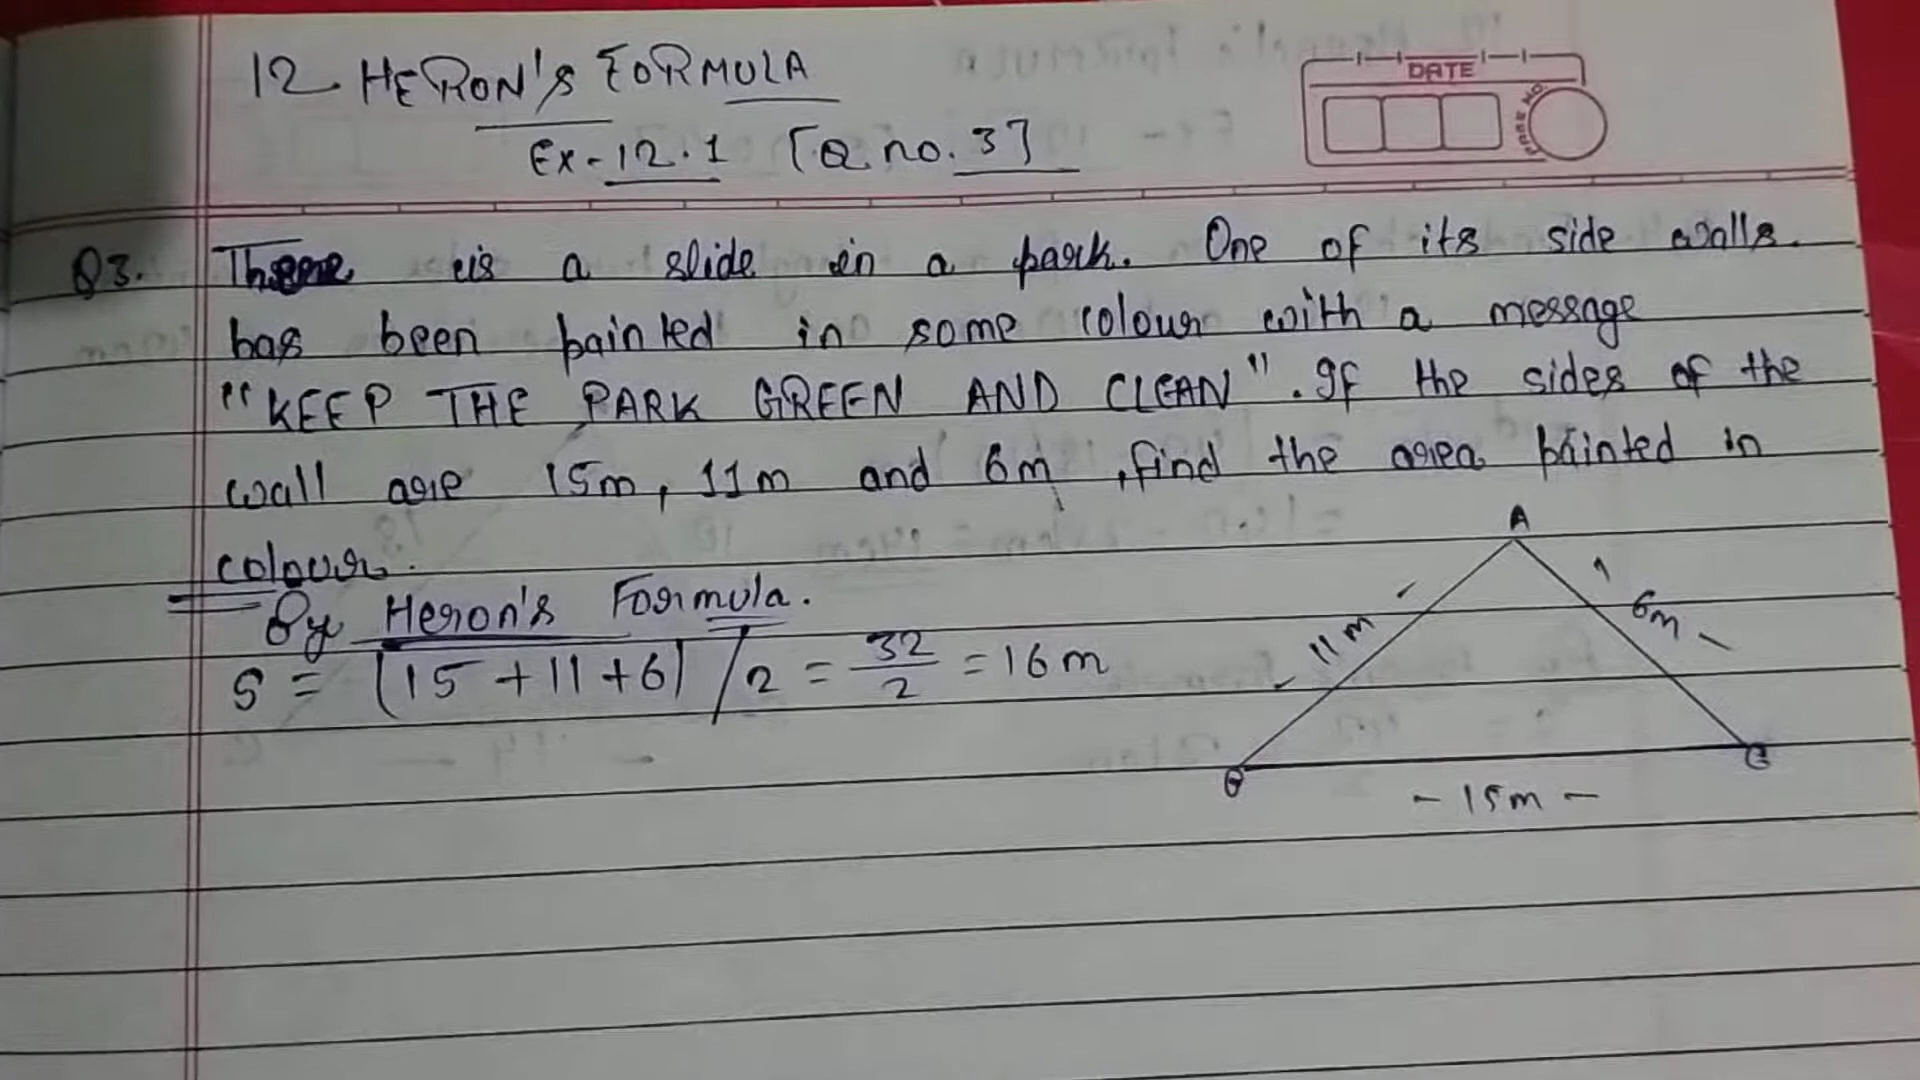 12 HERON'S FORMULA
DATE
PAGE NO.
Ex-12.1 [Q.no.3]
Q3. There is a slide in a park. One of its side walls.
has been painted in some colour with a message
"KEEP THE PARK GREEN AND CLEAN". If the sides of the
wall are 15m, 11m and 6m, find the area painted in
colour.
By Heron's Formula.
S = (15+11+6)/2 = 32/2 = 16m
A
11m
6m
B
C
- 15m -